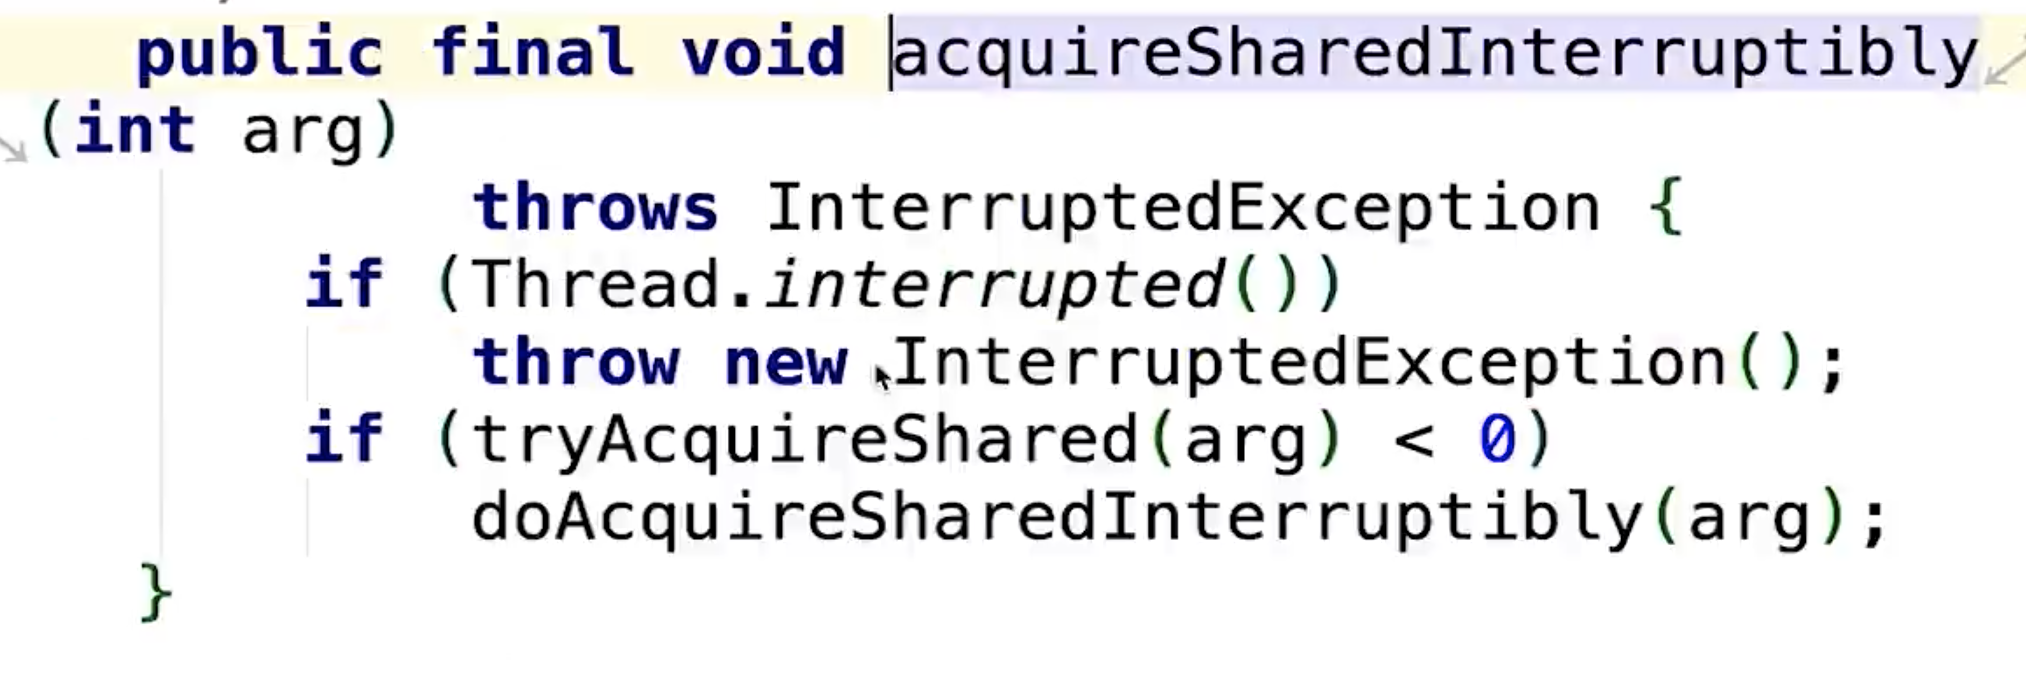 public final void acquireSharedInterruptibly
(int arg)
throws InterruptedException {
if (Thread.interrupted())
throw new InterruptedException();
if (tryAcquireShared(arg) < 0)
doAcquireSharedInterruptibly(arg);
}